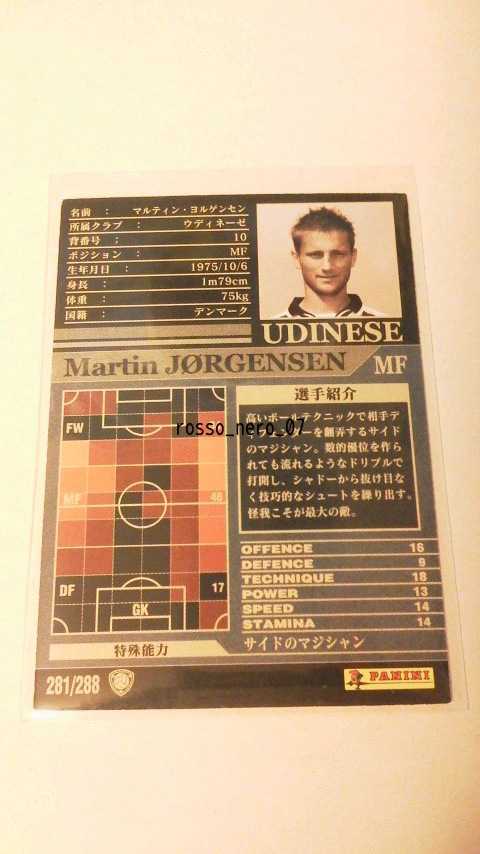 名前 : マルティン・ヨルゲンセン
所属クラブ : ウディネーゼ
背番号 : 10
ポジション : MF
生年月日 : 1975/10/6
身長 : 1m79cm
体重 : 75kg
国籍 : デンマーク
UDINESE
Martin JØRGENSEN MF
FW
MF 46
DF 17
GK
rosso_nero_07
選手紹介
高いボールテクニックで相手デ
ィフェンダーを翻弄するサイド
のマジシャン。数的優位を作ら
れても流れるようなドリブルで
打開し、シャドーから抜け目な
く技巧的なシュートを繰り出す。
怪我こそが最大の敵。
OFFENCE 16
DEFENCE 9
TECHNIQUE 18
POWER 13
SPEED 14
STAMINA 14
特殊能力 サイドのマジシャン
281/288
PANINI